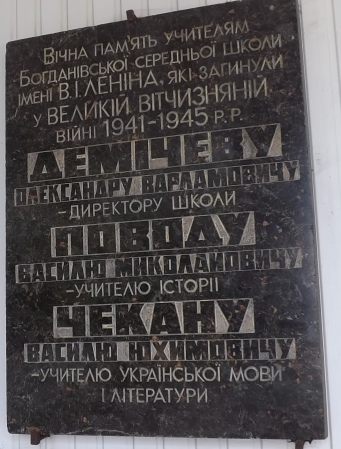 Вічна пам'ять учителям
Богданівської середньої школи
імені В.І.Леніна, які загинули
у Великій Вітчизняній
війні 1941-1945 р.р.
ДЕМІЧЕВУ
ОЛЕКСАНДРУ ВАРЛАМОВИЧУ
-ДИРЕКТОРУ ШКОЛИ
ПОВОДУ
ВАСИЛЮ МИКОЛАЙОВИЧУ
-УЧИТЕЛЮ ІСТОРІЇ
ЧЕКАНУ
ВАСИЛЮ ЮХИМОВИЧУ
-УЧИТЕЛЮ УКРАЇНСЬКОЇ МОВИ
І ЛІТЕРАТУРИ